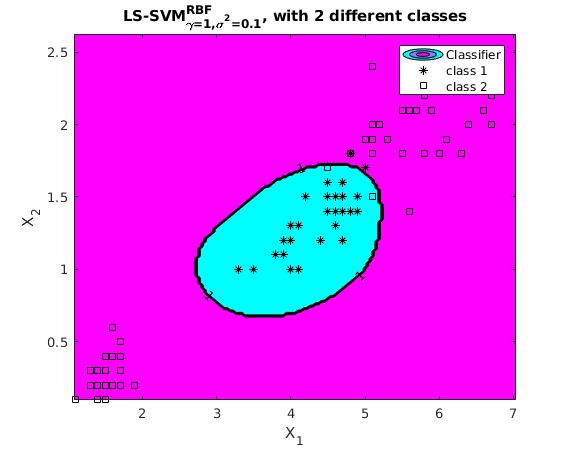 LS-SVM^RBF_γ=1,σ²=0.1, with 2 different classes
Classifier
class 1
class 2
2.5
2
1.5
1
0.5
X₂
2 3 4 5 6 7
X₁